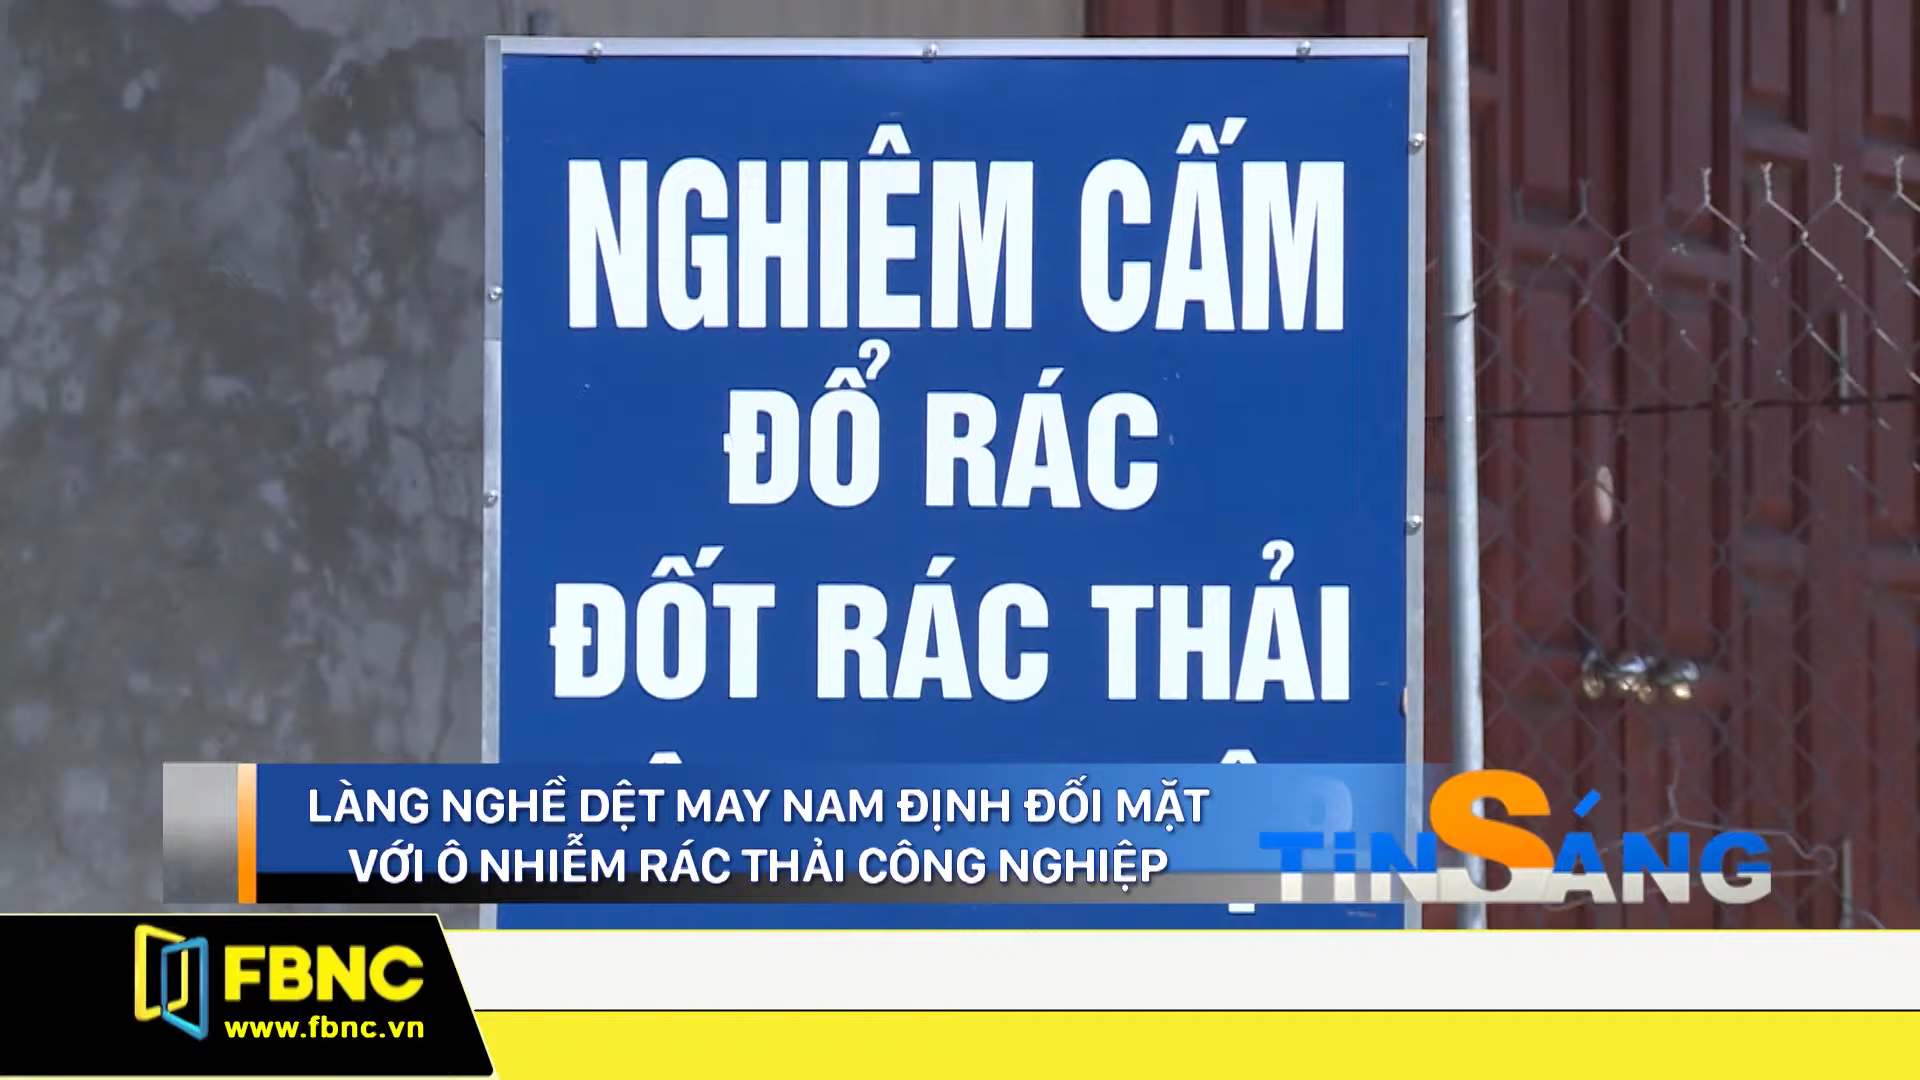 NGHIÊM CẤM
ĐỔ RÁC
ĐỐT RÁC THẢI
LÀNG NGHỀ DỆT MAY NAM ĐỊNH ĐỐI MẶT
VỚI Ô NHIỄM RÁC THẢI CÔNG NGHIỆP
TiN SÁNG
FBNC
www.fbnc.vn